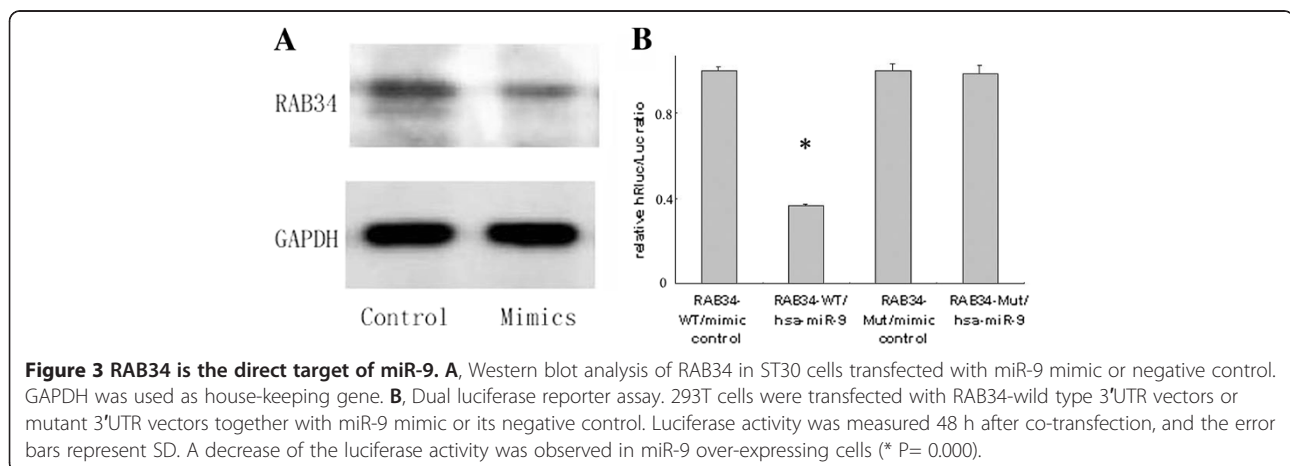 A
B
RAB34
GAPDH
Control Mimics
relative hRluc/Luc ratio
0.8
0.4
0
*
RAB34-
WT/mimic
control
RAB34-WT/
hsa-miR-9
RAB34-
Mut/mimic
control
RAB34-Mut/
hsa-miR-9
Figure 3 RAB34 is the direct target of miR-9. A, Western blot analysis of RAB34 in ST30 cells transfected with miR-9 mimic or negative control.
GAPDH was used as house-keeping gene. B, Dual luciferase reporter assay. 293T cells were transfected with RAB34-wild type 3′UTR vectors or
mutant 3′UTR vectors together with miR-9 mimic or its negative control. Luciferase activity was measured 48 h after co-transfection, and the error
bars represent SD. A decrease of the luciferase activity was observed in miR-9 over-expressing cells (* P= 0.000).